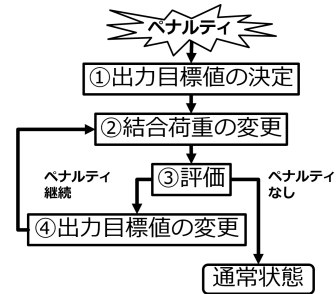 ペナルティ
①出力目標値の決定
②結合荷重の変更
③評価
ペナルティ
継続
ペナルティ
なし
④出力目標値の変更
通常状態